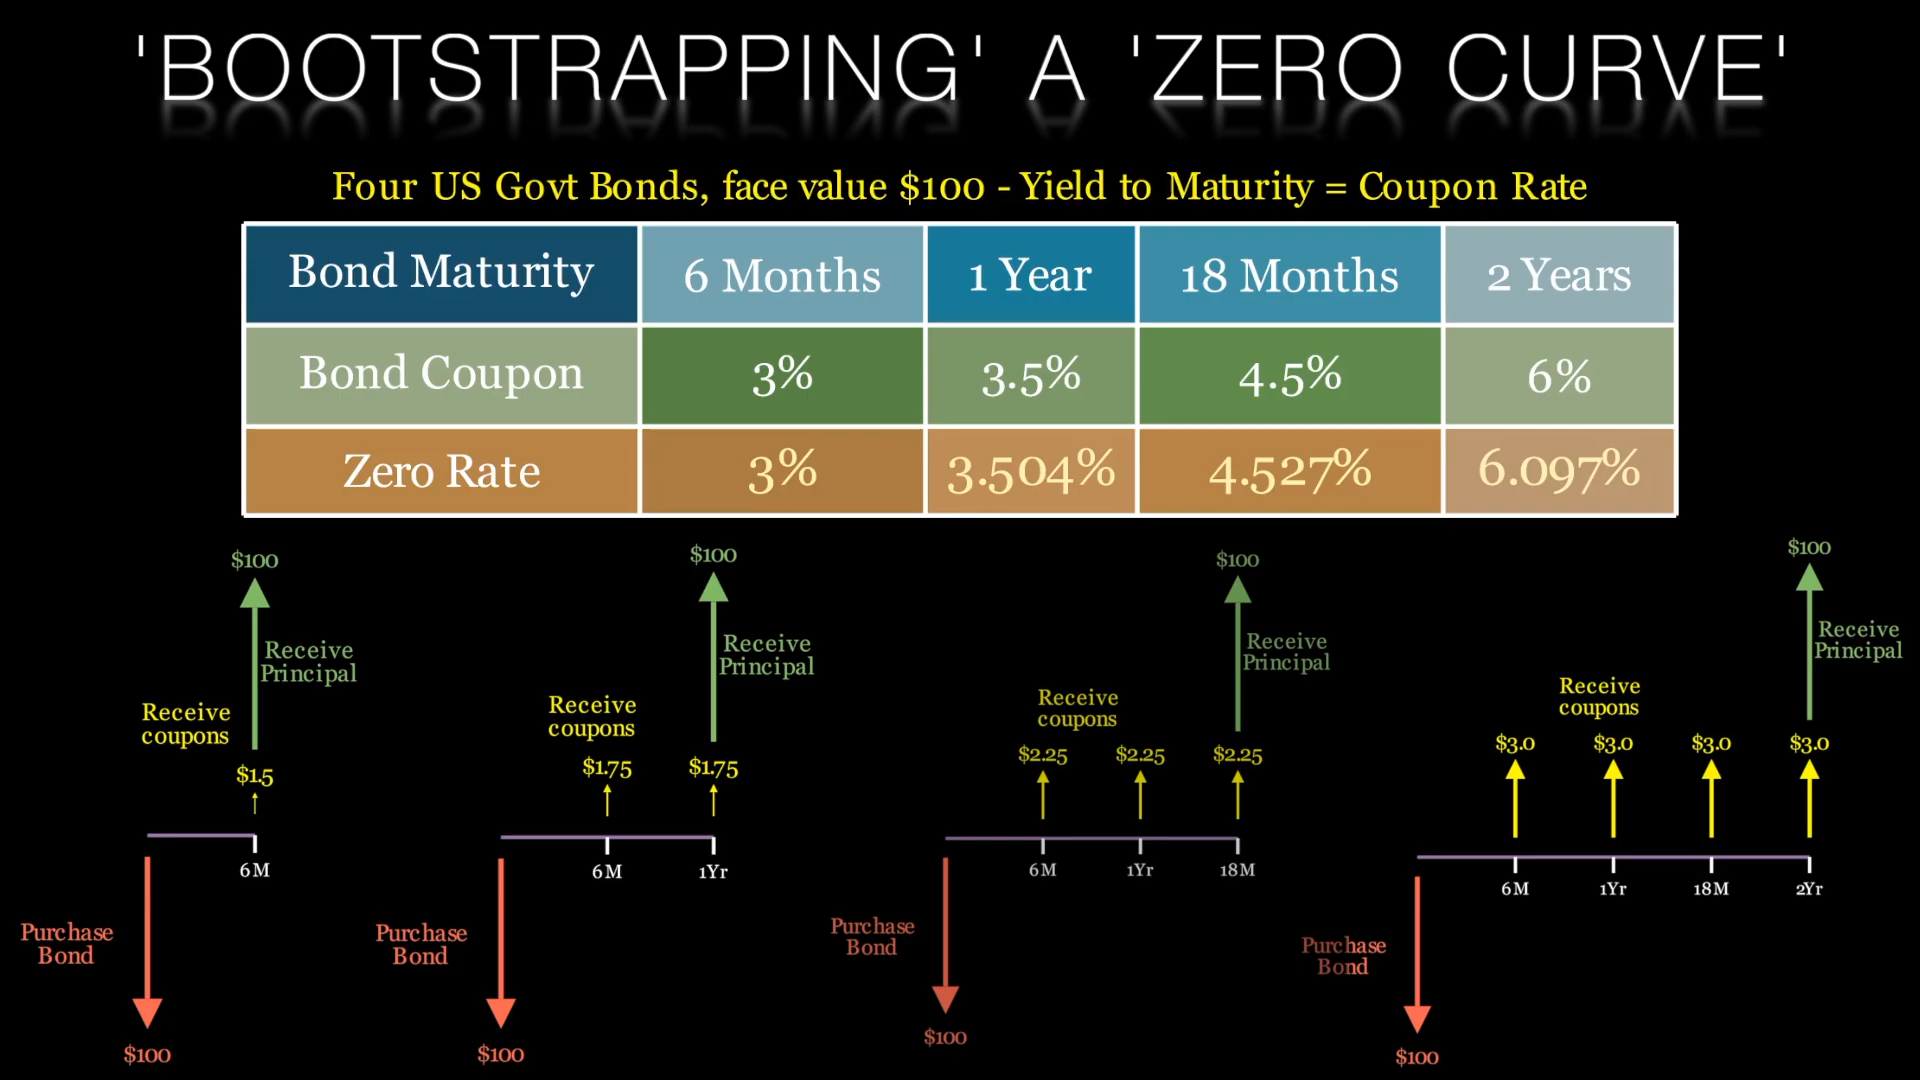 'BOOTSTRAPPING' A 'ZERO CURVE'
Four US Govt Bonds, face value $100 - Yield to Maturity = Coupon Rate
Bond Maturity 6 Months 1 Year 18 Months 2 Years
Bond Coupon 3% 3.5% 4.5% 6%
Zero Rate 3% 3.504% 4.527% 6.097%
$100
Receive
Principal
Receive
coupons
$1.5
6M
Purchase
Bond
$100
$100
Receive
Principal
Receive
coupons
$1.75 $1.75
6M 1Yr
Purchase
Bond
$100
$100
Receive
Principal
Receive
coupons
$2.25 $2.25 $2.25
6M 1Yr 18M
Purchase
Bond
$100
$100
Receive
Principal
Receive
coupons
$3.0 $3.0 $3.0 $3.0
6M 1Yr 18M 2Yr
Purchase
Bond
$100